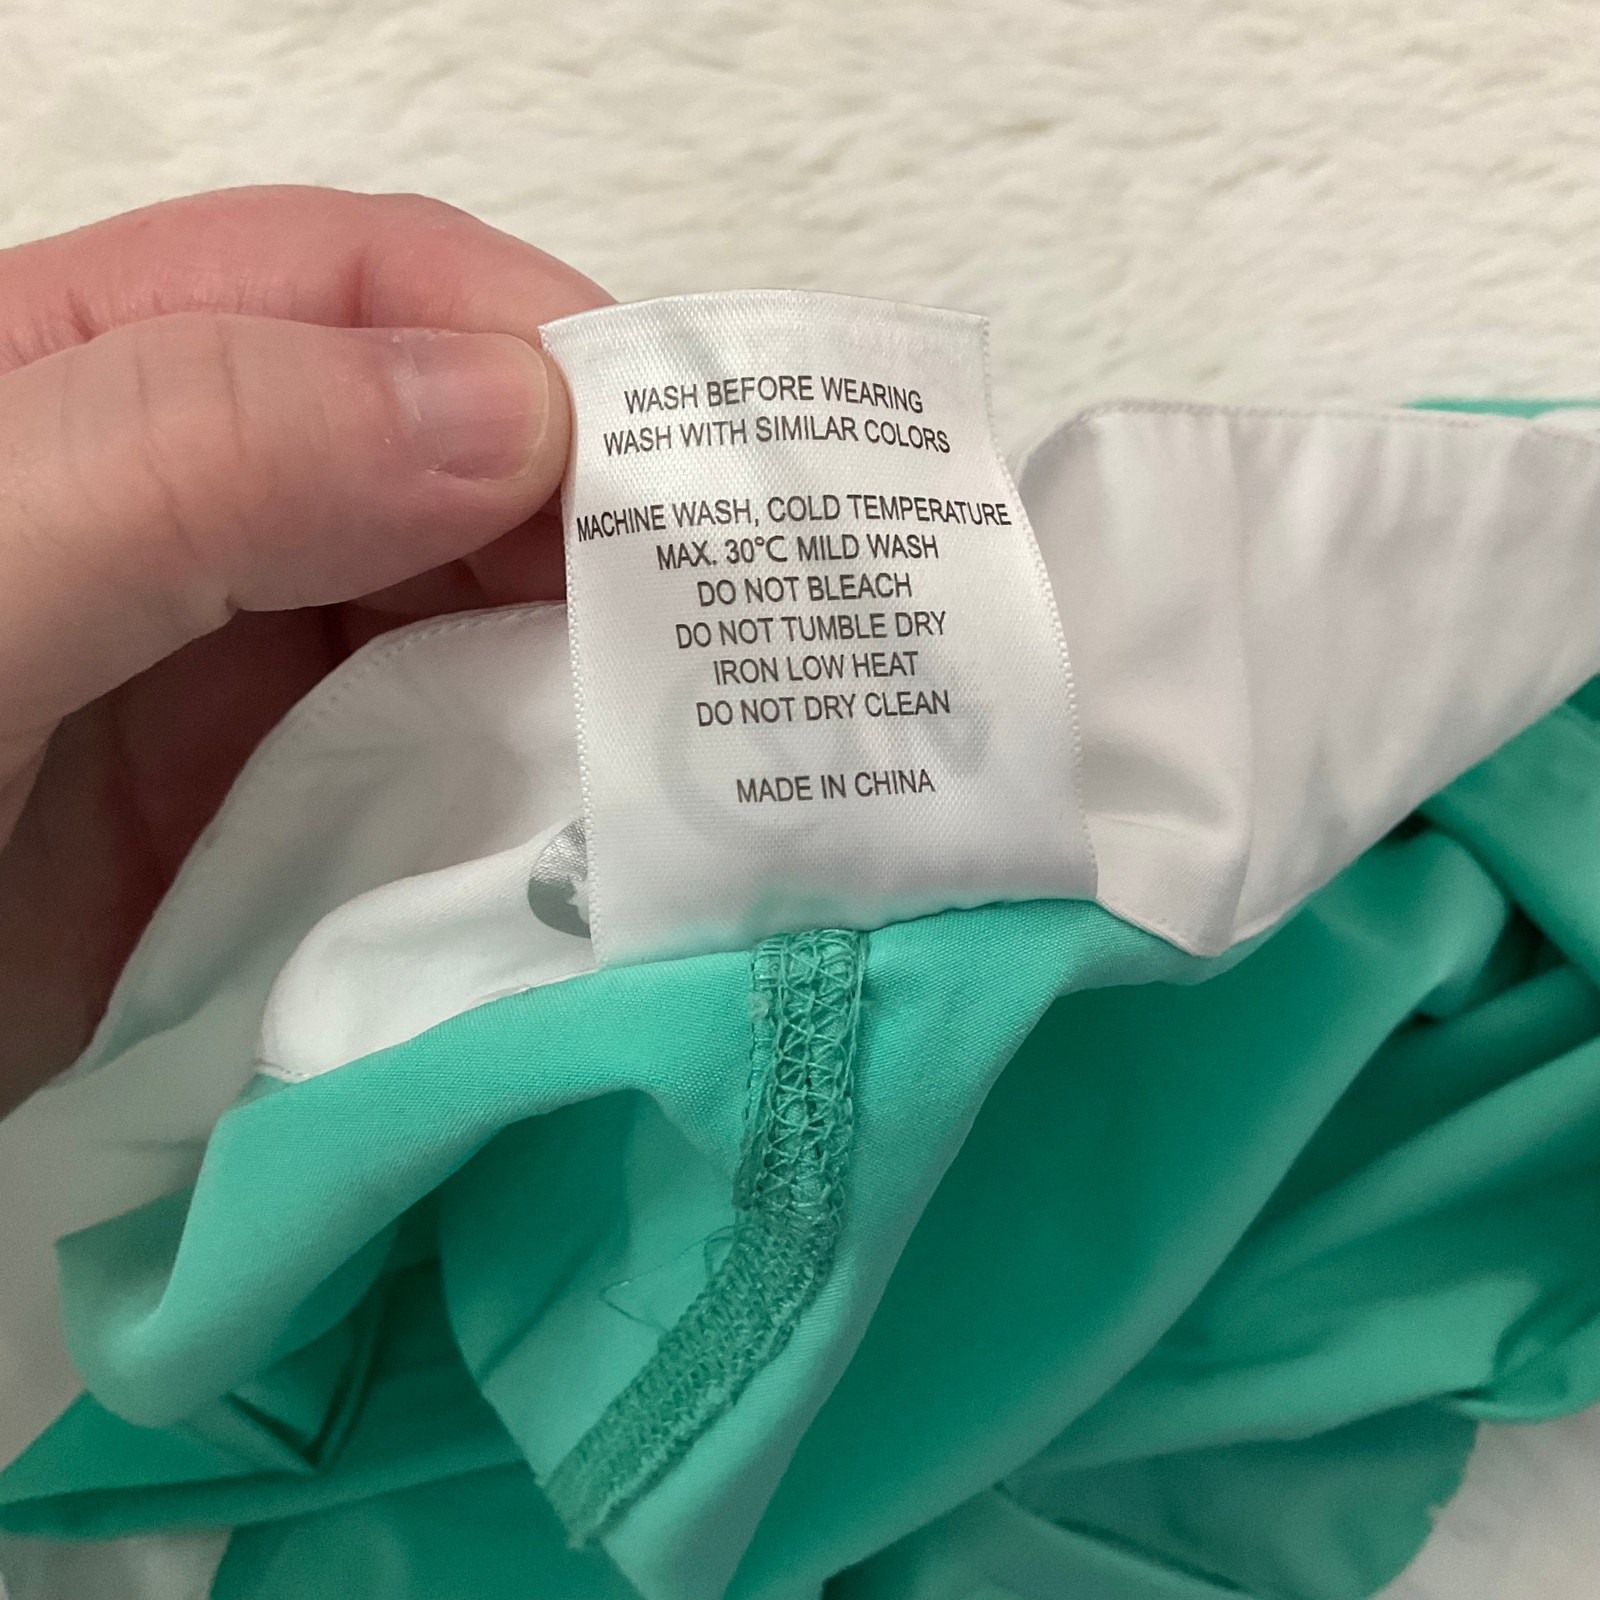 WASH BEFORE WEARING
WASH WITH SIMILAR COLORS
MACHINE WASH, COLD TEMPERATURE
MAX. 30°C MILD WASH
DO NOT BLEACH
DO NOT TUMBLE DRY
IRON LOW HEAT
DO NOT DRY CLEAN
MADE IN CHINA